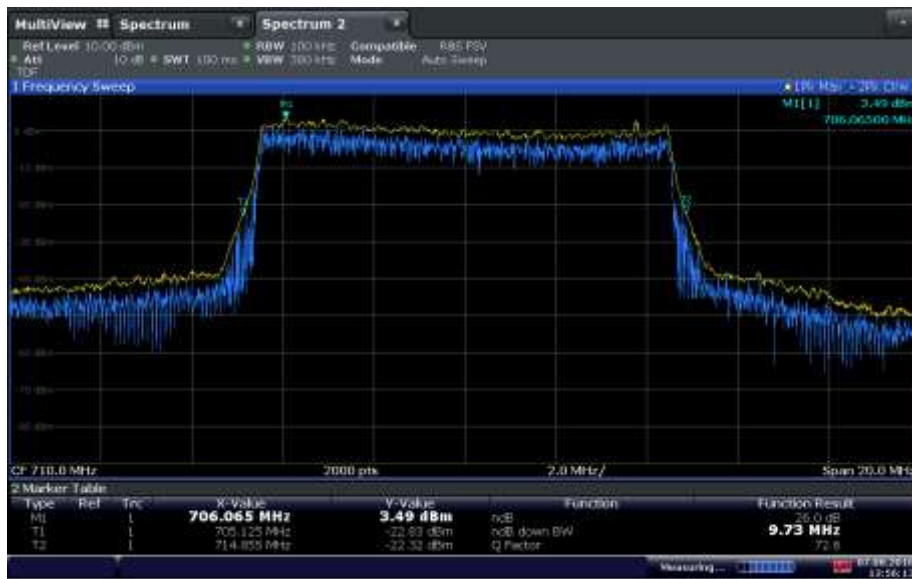 MultiView Spectrum Spectrum 2
Ref Level 10.00 dBm RBW 100 kHz Compatible R&S FSV
Att 10 dB SWT 100 ms VBW 300 kHz Mode Auto Sweep
TDF
1 Frequency Sweep
M1[1] 3.49 dBm
706.06500 MHz
M1
0 dBm
T1
T2
CF 710.0 MHz 2000 pts 2.0 MHz/ Span 20.0 MHz
2 Marker Table
Type Ref Trc X-Value Y-Value Function Function Result
M1 1 706.065 MHz 3.49 dBm ndB 26.0 dB
T1 1 705.125 MHz -22.83 dBm ndB down BW 9.73 MHz
T2 1 714.855 MHz -22.32 dBm Q Factor 72.6
Measuring...
13:56:13